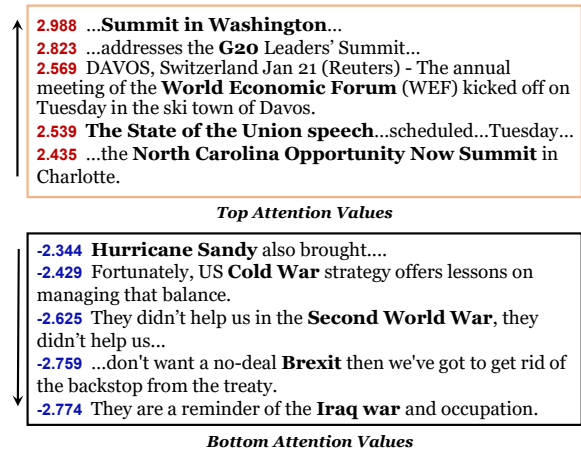 2.988 ...Summit in Washington...
2.823 ...addresses the G20 Leaders’ Summit...
2.569 DAVOS, Switzerland Jan 21 (Reuters) - The annual
meeting of the World Economic Forum (WEF) kicked off on
Tuesday in the ski town of Davos.
2.539 The State of the Union speech...scheduled...Tuesday...
2.435 ...the North Carolina Opportunity Now Summit in
Charlotte.
Top Attention Values
-2.344 Hurricane Sandy also brought....
-2.429 Fortunately, US Cold War strategy offers lessons on
managing that balance.
-2.625 They didn’t help us in the Second World War, they
didn’t help us...
-2.759 ...don't want a no-deal Brexit then we've got to get rid of
the backstop from the treaty.
-2.774 They are a reminder of the Iraq war and occupation.
Bottom Attention Values